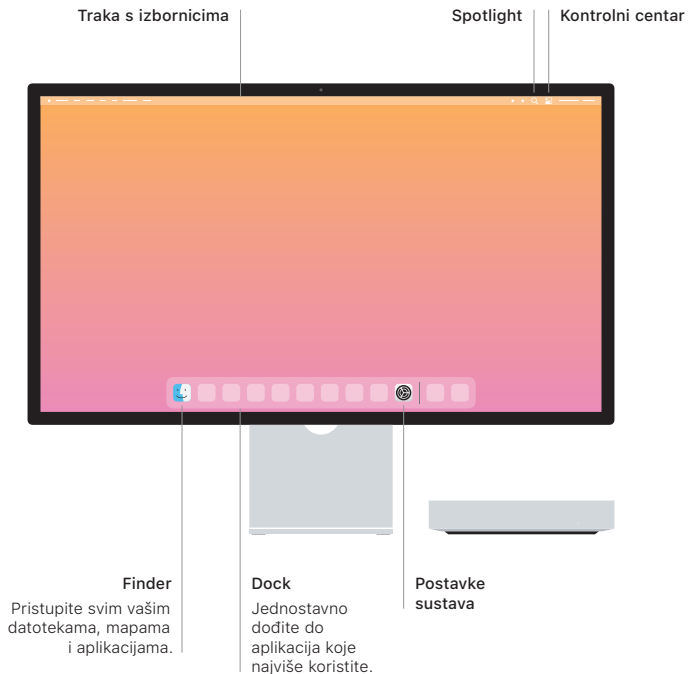 Traka s izbornicima
Spotlight
Kontrolni centar
Finder
Pristupite svim vašim
datotekama, mapama
i aplikacijama.
Dock
Jednostavno
dođite do
aplikacija koje
najviše koristite.
Postavke
sustava